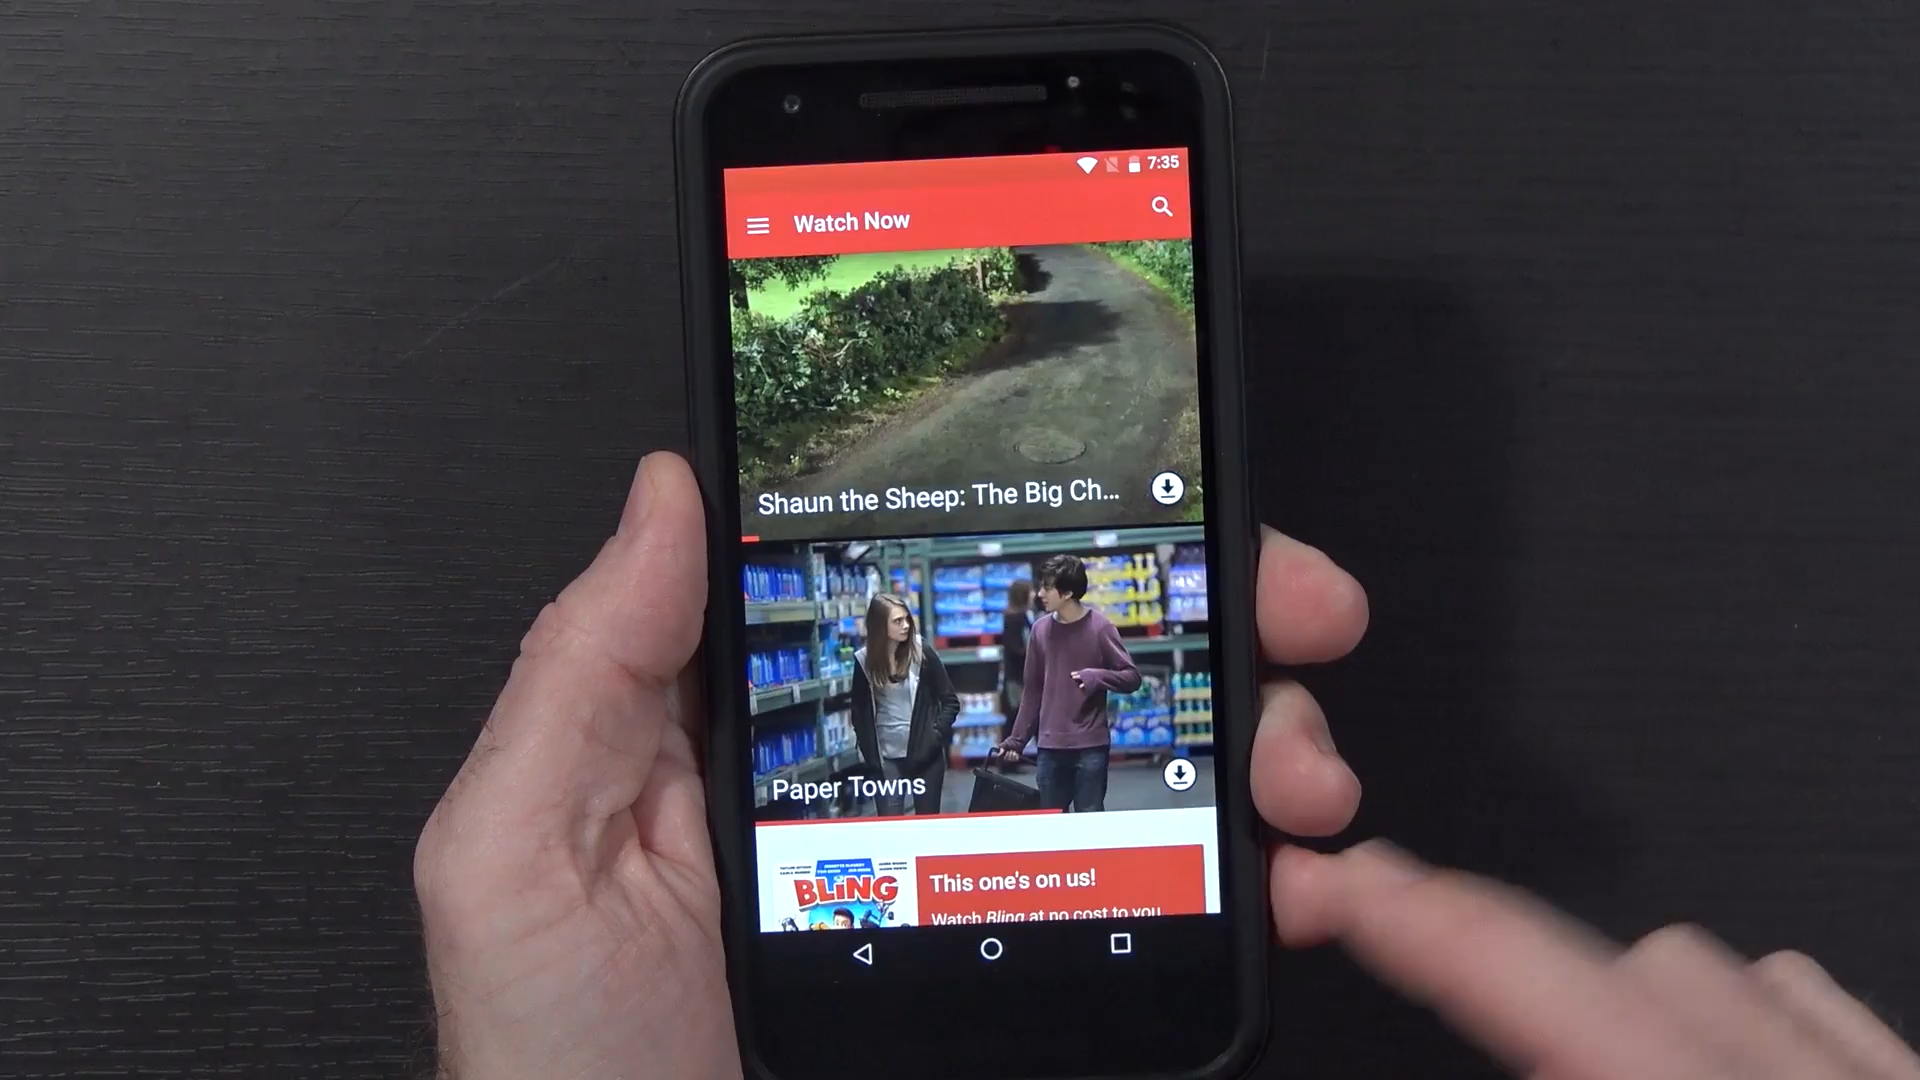 7:35
Watch Now
Shaun the Sheep: The Big Ch...
Paper Towns
BLiNG
This one's on us!
Watch Bling at no cost to you